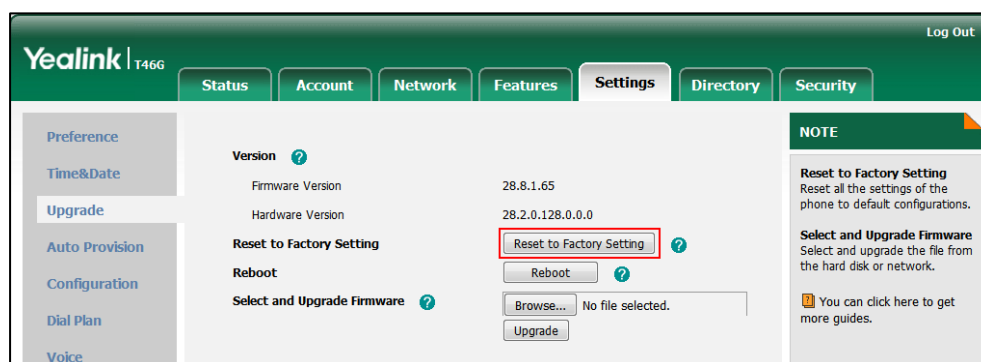 Log Out
Yealink T46G
Status Account Network Features Settings Directory Security
Preference
Time&Date
Upgrade
Auto Provision
Configuration
Dial Plan
Voice
Version ?
Firmware Version 28.8.1.65
Hardware Version 28.2.0.128.0.0.0
Reset to Factory Setting Reset to Factory Setting ?
Reboot Reboot ?
Select and Upgrade Firmware ? Browse... No file selected.
Upgrade
NOTE
Reset to Factory Setting
Reset all the settings of the
phone to default configurations.
Select and Upgrade Firmware
Select and upgrade the file from
the hard disk or network.
? You can click here to get
more guides.